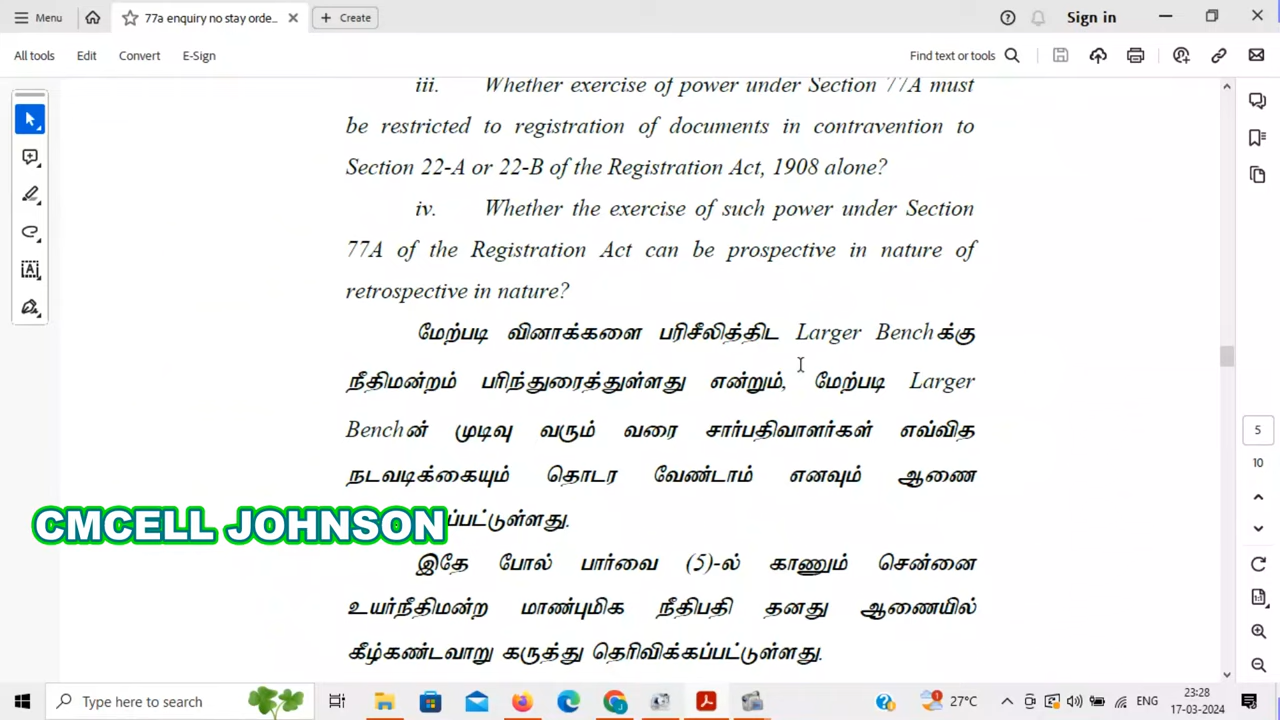 Menu
77a enquiry no stay orde...
Create
Sign in
All tools
Edit
Convert
E-Sign
Find text or tools
iii. Whether exercise of power under Section 77A must
be restricted to registration of documents in contravention to
Section 22-A or 22-B of the Registration Act, 1908 alone?
iv. Whether the exercise of such power under Section
77A of the Registration Act can be prospective in nature of
retrospective in nature?
மேற்படி வினாக்களை பரிசீலித்திட Larger Benchக்கு
நீதிமன்றம் பரிந்துரைத்துள்ளது என்றும், மேற்படி Larger
Benchன் முடிவு வரும் வரை சார்பதிவாளர்கள் எவ்வித
நடவடிக்கையும் தொடர வேண்டாம் எனவும் ஆணை
CMCELL JOHNSON
ப்பட்டுள்ளது.
இதே போல் பார்வை (5)-ல் காணும் சென்னை
உயர்நீதிமன்ற மாண்புமிக நீதிபதி தனது ஆணையில்
கீழ்கண்டவாறு கருத்து தெரிவிக்கப்பட்டுள்ளது.
5
10
Type here to search
1
27°C
ENG
23:28
17-03-2024